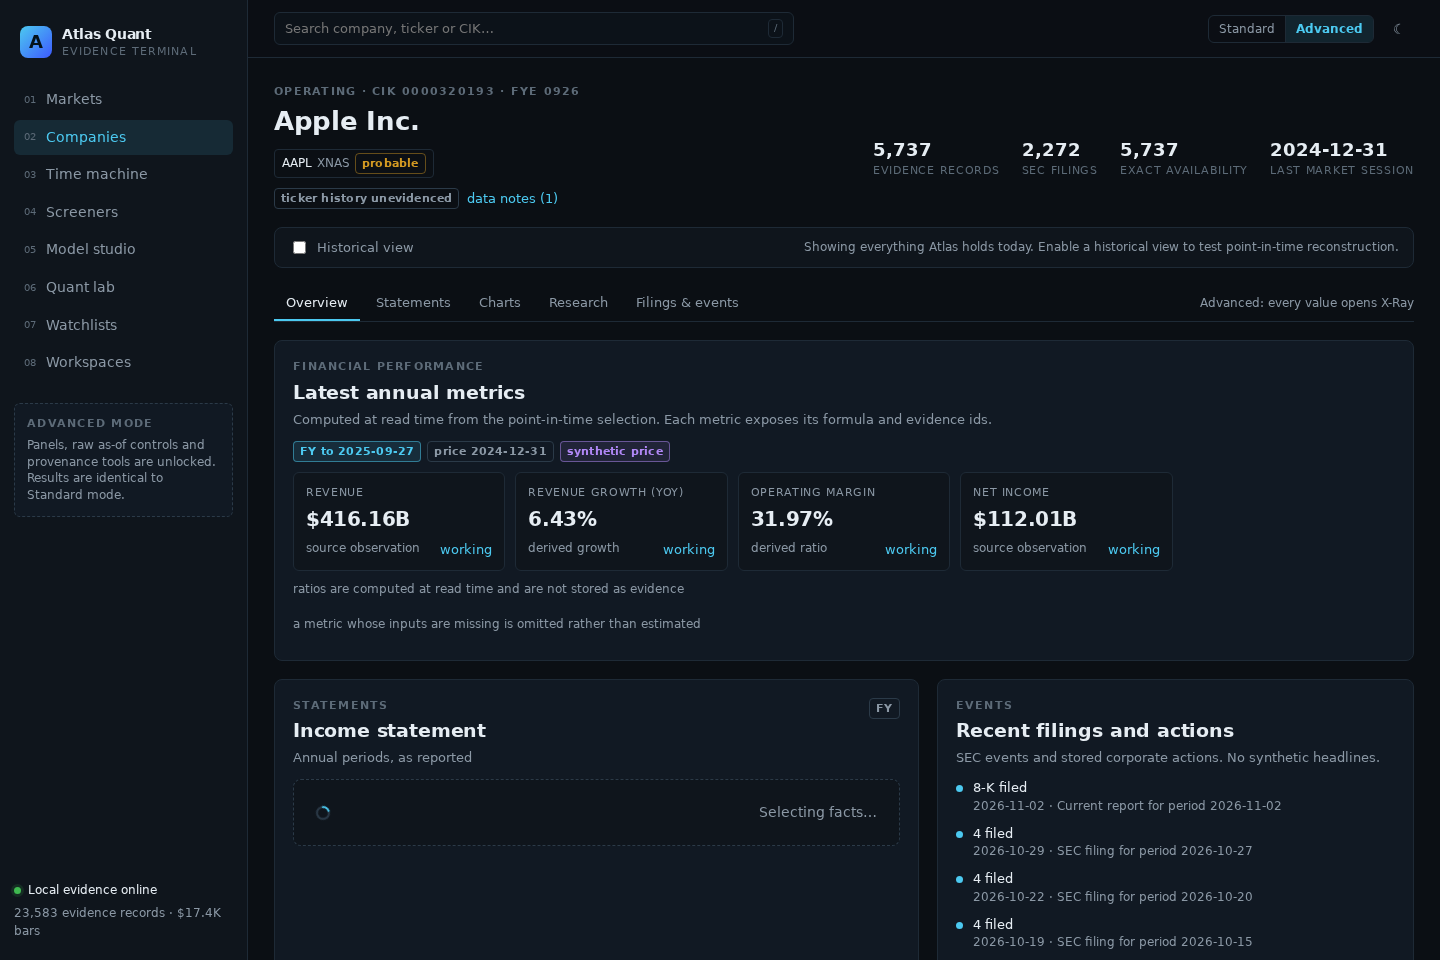 A
Atlas Quant
EVIDENCE TERMINAL
01 Markets
02 Companies
03 Time machine
04 Screeners
05 Model studio
06 Quant lab
07 Watchlists
08 Workspaces
ADVANCED MODE
Panels, raw as-of controls and
provenance tools are unlocked.
Results are identical to
Standard mode.
Local evidence online
23,583 evidence records · $17.4K
bars
Search company, ticker or CIK…
/
Standard Advanced
OPERATING · CIK 0000320193 · FYE 0926
Apple Inc.
AAPL XNAS probable
ticker history unevidenced data notes (1)
5,737
EVIDENCE RECORDS
2,272
SEC FILINGS
5,737
EXACT AVAILABILITY
2024-12-31
LAST MARKET SESSION
Historical view
Showing everything Atlas holds today. Enable a historical view to test point-in-time reconstruction.
Overview Statements Charts Research Filings & events
Advanced: every value opens X-Ray
FINANCIAL PERFORMANCE
Latest annual metrics
Computed at read time from the point-in-time selection. Each metric exposes its formula and evidence ids.
FY to 2025-09-27 price 2024-12-31 synthetic price
REVENUE
$416.16B
source observation working
REVENUE GROWTH (YOY)
6.43%
derived growth working
OPERATING MARGIN
31.97%
derived ratio working
NET INCOME
$112.01B
source observation working
ratios are computed at read time and are not stored as evidence
a metric whose inputs are missing is omitted rather than estimated
STATEMENTS
FY
Income statement
Annual periods, as reported
Selecting facts…
EVENTS
Recent filings and actions
SEC events and stored corporate actions. No synthetic headlines.
8-K filed
2026-11-02 · Current report for period 2026-11-02
4 filed
2026-10-29 · SEC filing for period 2026-10-27
4 filed
2026-10-22 · SEC filing for period 2026-10-20
4 filed
2026-10-19 · SEC filing for period 2026-10-15